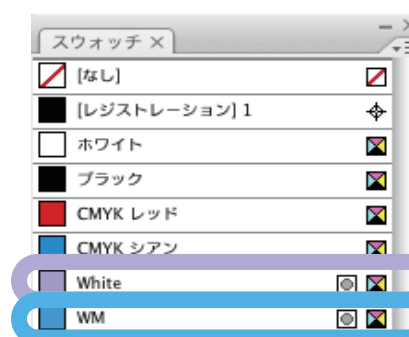 スウォッチ ×
[なし]
[レジストレーション] 1
ホワイト
ブラック
CMYK レッド
CMYK シアン
White
WM